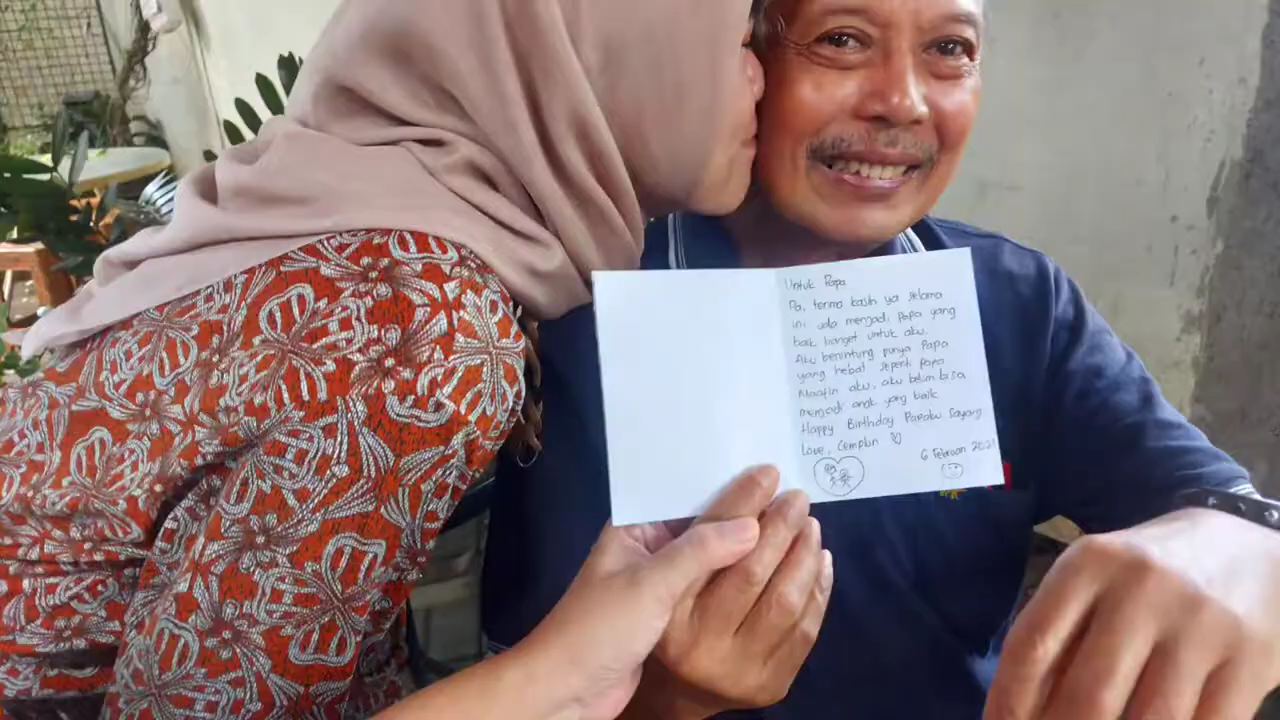 Untuk Papa
Pa, terima kasih ya selama
ini uda menjadi papa yang
baik banget untuk aku.
Aku beruntung punya Papa
yang hebat seperti papa
Maafin aku, aku belum bisa
menjadi anak yang baik
Happy Birthday Papaku Sayang
Love, Cemplin
6 Februari